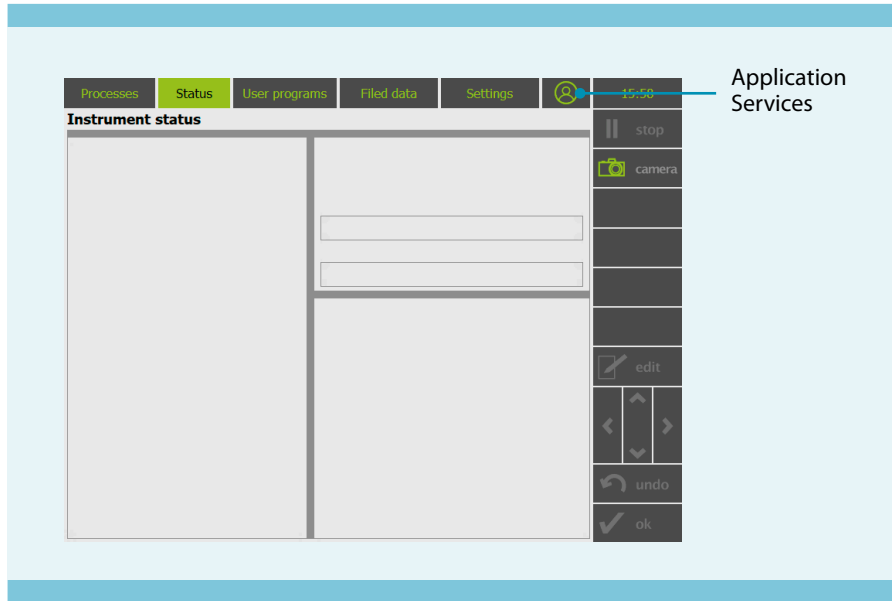 Processes Status User programs Filed data Settings 15:58
Application
Services
Instrument status
stop
camera
edit
undo
ok